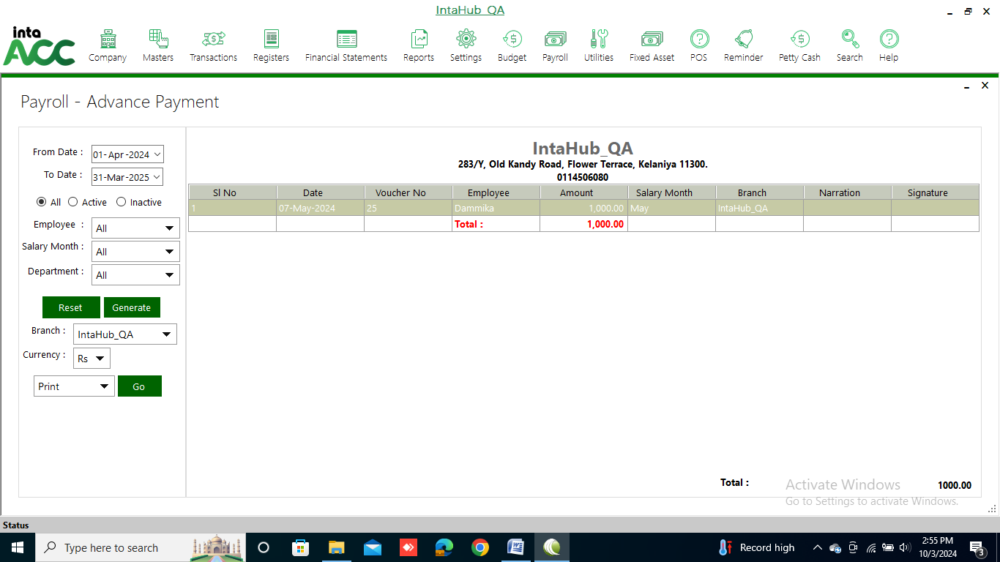 IntaHub_QA
inta
ACC
Company Masters Transactions Registers Financial Statements Reports Settings Budget Payroll Utilities Fixed Asset POS Reminder Petty Cash Search Help
Payroll - Advance Payment
From Date : 01-Apr-2024
To Date : 31-Mar-2025
All Active Inactive
Employee : All
Salary Month : All
Department : All
Reset Generate
Branch : IntaHub_QA
Currency : Rs
Print Go
IntaHub_QA
283/Y, Old Kandy Road, Flower Terrace, Kelaniya 11300.
0114506080
Sl No Date Voucher No Employee Amount Salary Month Branch Narration Signature
1 07-May-2024 25 Dammika 1,000.00 May IntaHub_QA
Total : 1,000.00
Total : 1000.00
Activate Windows
Go to Settings to activate Windows.
Status
Type here to search
Record high
2:55 PM
10/3/2024
3